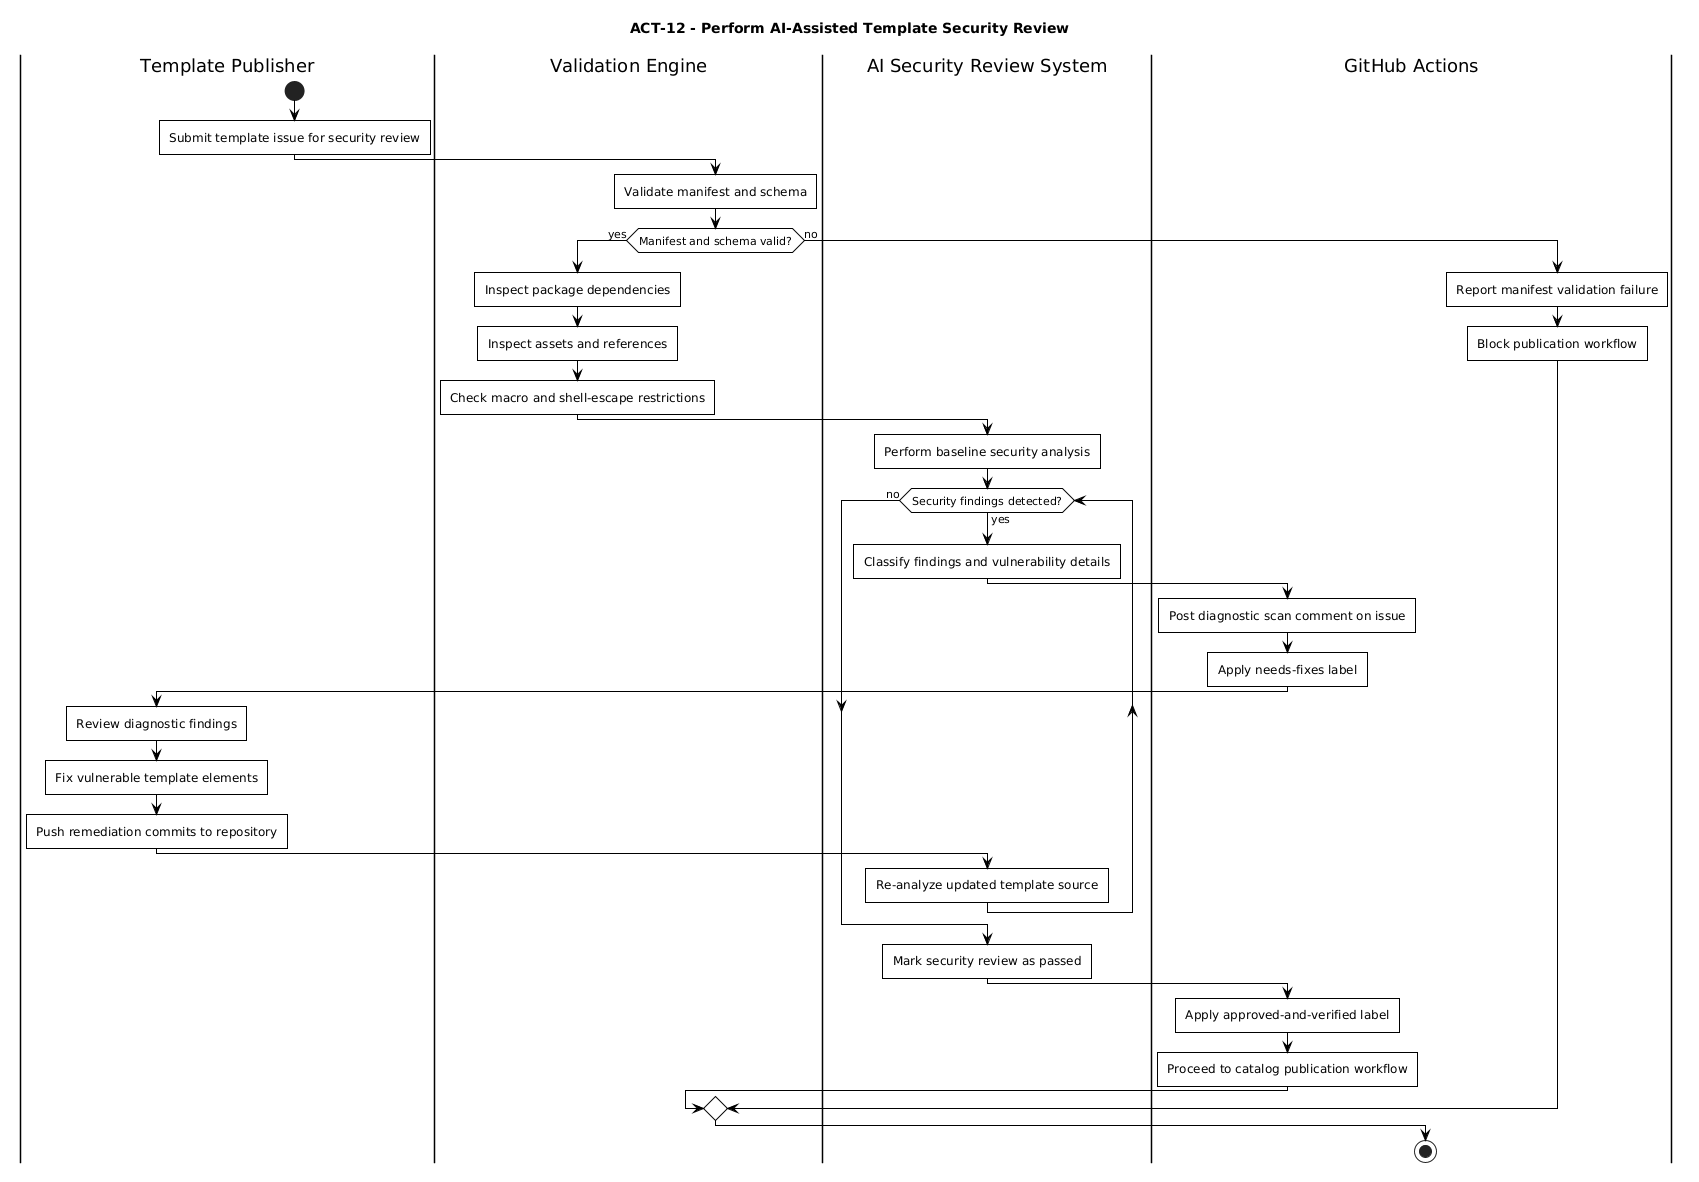 ACT-12 - Perform AI-Assisted Template Security Review
Template Publisher
Validation Engine
AI Security Review System
GitHub Actions
Submit template issue for security review
Validate manifest and schema
yes
Manifest and schema valid?
no
Inspect package dependencies
Report manifest validation failure
Inspect assets and references
Block publication workflow
Check macro and shell-escape restrictions
Perform baseline security analysis
no
Security findings detected?
yes
Classify findings and vulnerability details
Post diagnostic scan comment on issue
Apply needs-fixes label
Review diagnostic findings
Fix vulnerable template elements
Push remediation commits to repository
Re-analyze updated template source
Mark security review as passed
Apply approved-and-verified label
Proceed to catalog publication workflow